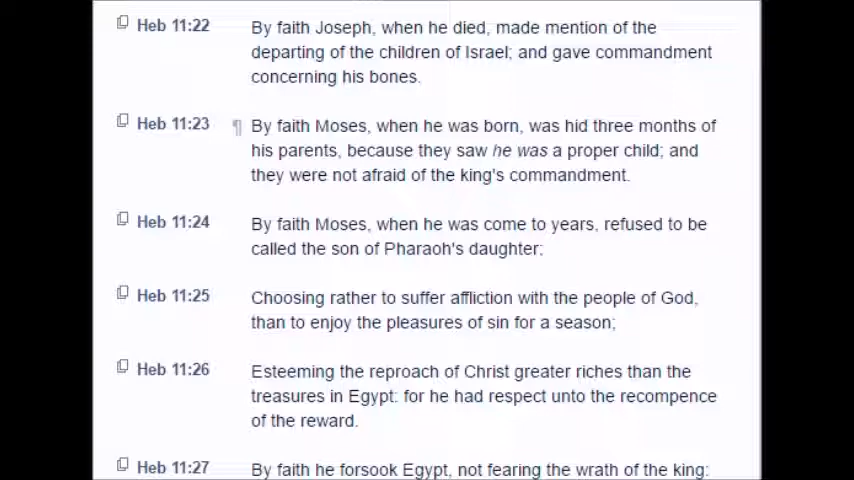 Heb 11:22 By faith Joseph, when he died, made mention of the
departing of the children of Israel; and gave commandment
concerning his bones.
Heb 11:23 ¶ By faith Moses, when he was born, was hid three months of
his parents, because they saw he was a proper child; and
they were not afraid of the king's commandment.
Heb 11:24 By faith Moses, when he was come to years, refused to be
called the son of Pharaoh's daughter;
Heb 11:25 Choosing rather to suffer affliction with the people of God,
than to enjoy the pleasures of sin for a season;
Heb 11:26 Esteeming the reproach of Christ greater riches than the
treasures in Egypt: for he had respect unto the recompence
of the reward.
Heb 11:27 By faith he forsook Egypt, not fearing the wrath of the king: